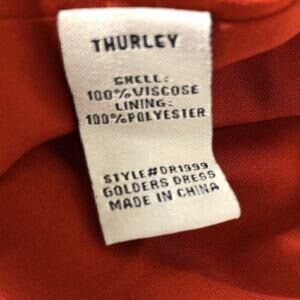 THURLEY
SHELL:
100%VISCOSE
LINING:
100%POLYESTER
STYLE#DR1999
GOLDERS DRESS
MADE IN CHINA